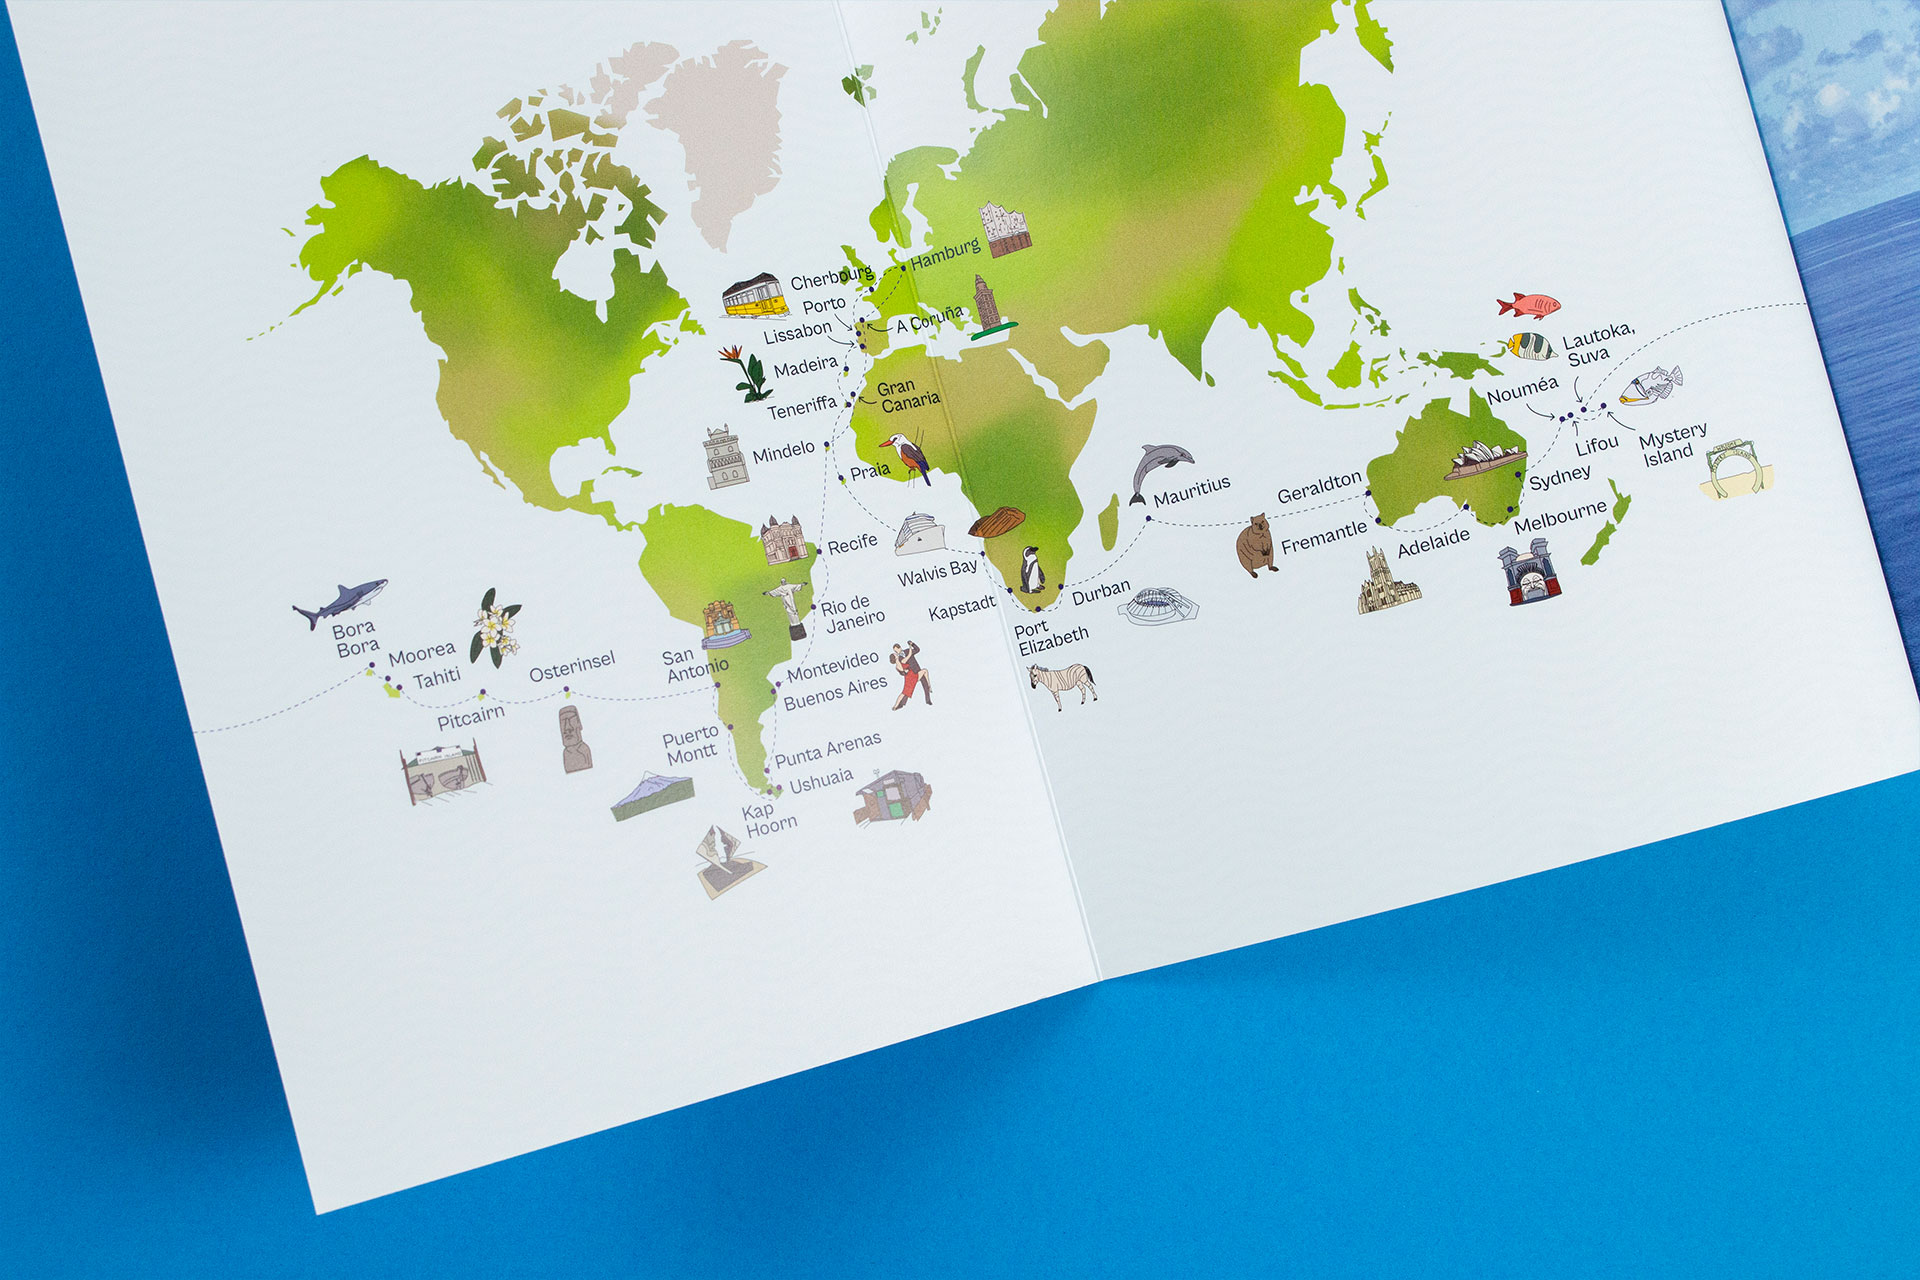 Hamburg
Cherbourg
Porto
Lissabon
A Coruña
Madeira
Gran
Canaria
Teneriffa
Mindelo
Praia
Recife
Rio de
Janeiro
Montevideo
Buenos Aires
Punta Arenas
Ushuaia
Kap
Hoorn
Puerto
Montt
San
Antonio
Osterinsel
Pitcairn
Tahiti
Moorea
Bora
Bora
Walvis Bay
Kapstadt
Port
Elizabeth
Durban
Mauritius
Geraldton
Fremantle
Adelaide
Melbourne
Sydney
Nouméa
Lifou
Lautoka,
Suva
Mystery
Island